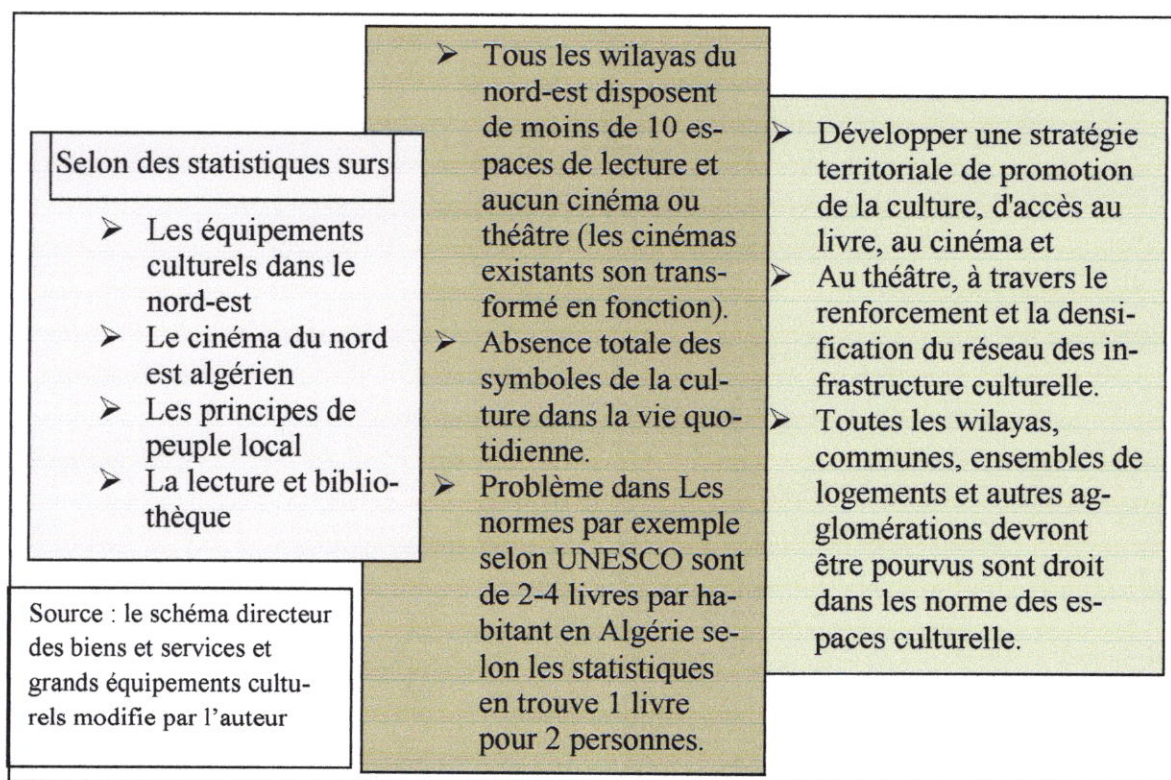 Selon des statistiques surs
➢ Les équipements
culturels dans le
nord-est
➢ Le cinéma du nord
est algérien
➢ Les principes de
peuple local
➢ La lecture et biblio-
thèque
Source : le schéma directeur
des biens et services et
grands équipements cultu-
rels modifie par l’auteur
➢ Tous les wilayas du
nord-est disposent
de moins de 10 es-
paces de lecture et
aucun cinéma ou
théâtre (les cinémas
existants son trans-
formé en fonction).
➢ Absence totale des
symboles de la cul-
ture dans la vie quo-
tidienne.
➢ Problème dans Les
normes par exemple
selon UNESCO sont
de 2-4 livres par ha-
bitant en Algérie se-
lon les statistiques
en trouve 1 livre
pour 2 personnes.
➢ Développer une stratégie
territoriale de promotion
de la culture, d'accès au
livre, au cinéma et
➢ Au théâtre, à travers le
renforcement et la densi-
fication du réseau des in-
frastructure culturelle.
➢ Toutes les wilayas,
communes, ensembles de
logements et autres ag-
glomérations devront
être pourvus sont droit
dans les norme des es-
paces culturelle.